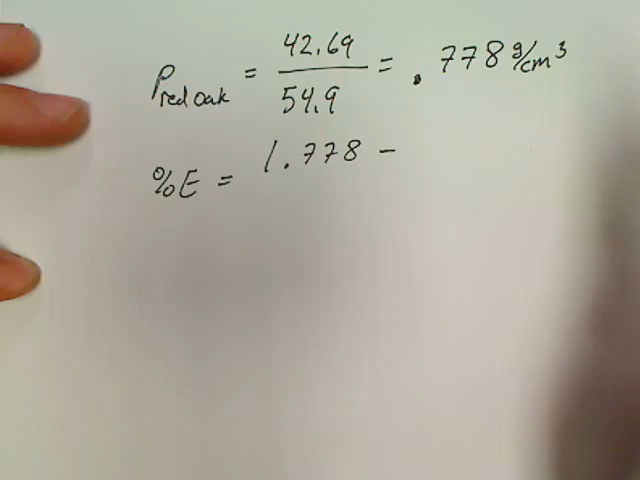 ρred oak = 42.69/54.9 = .778 g/cm³
%E = |.778 -